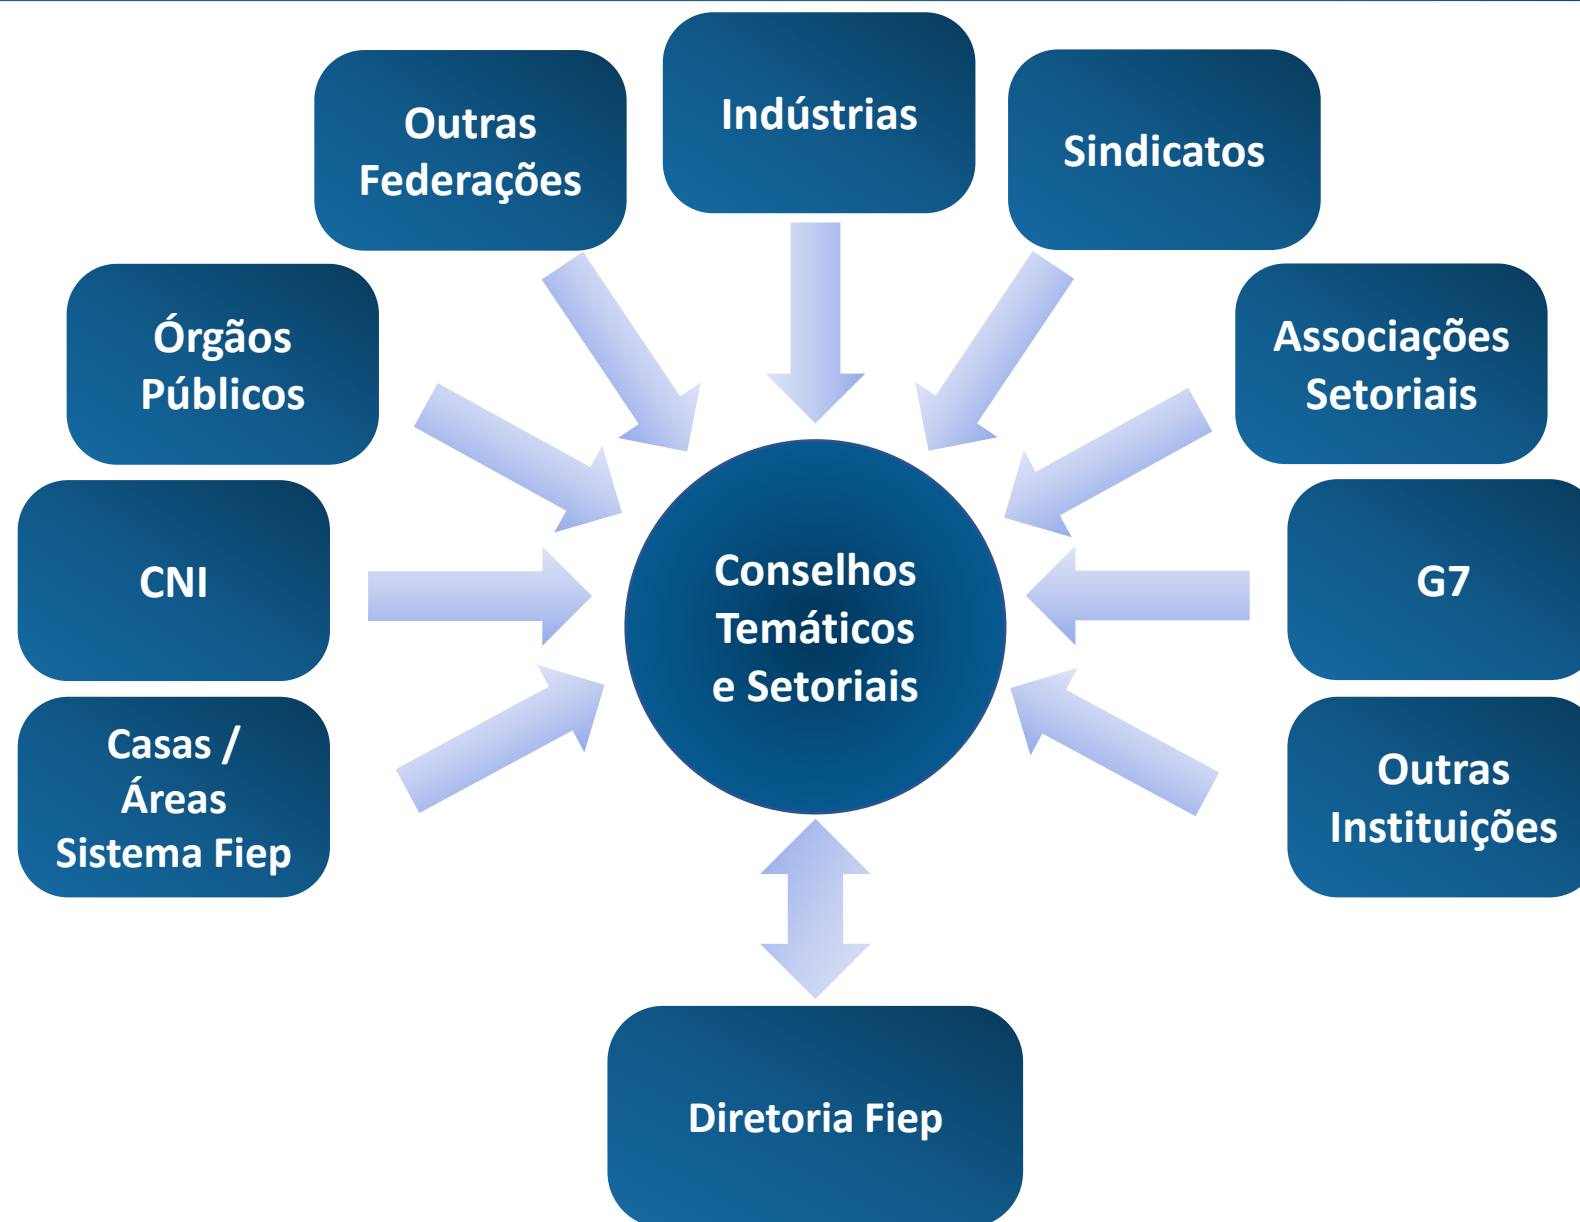 Indústrias
Outras
Federações
Sindicatos
Órgãos
Públicos
Associações
Setoriais
CNI
Conselhos
Temáticos
e Setoriais
G7
Casas /
Áreas
Sistema Fiep
Outras
Instituições
Diretoria Fiep